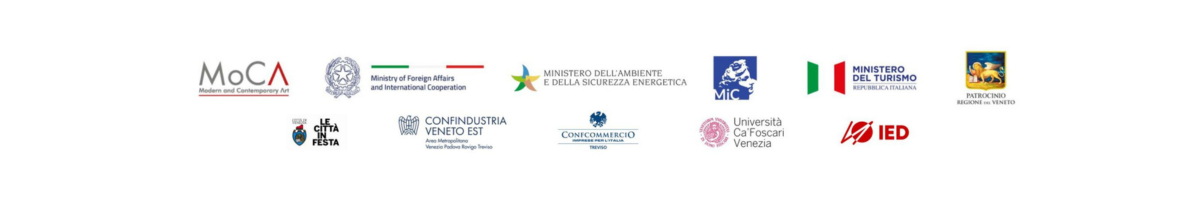 MoCA
Modern and Contemporary Art
Ministry of Foreign Affairs
and International Cooperation
MINISTERO DELL'AMBIENTE
E DELLA SICUREZZA ENERGETICA
MiC
MINISTERO
DEL TURISMO
REPUBBLICA ITALIANA
PATROCINIO
REGIONE DEL VENETO
LE
CITTÀ
IN
FESTA
CONFINDUSTRIA
VENETO EST
Area Metropolitana
Venezia Padova Rovigo Treviso
CONFCOMMERCIO
IMPRESE PER L'ITALIA
TREVISO
Università
Ca'Foscari
Venezia
IED